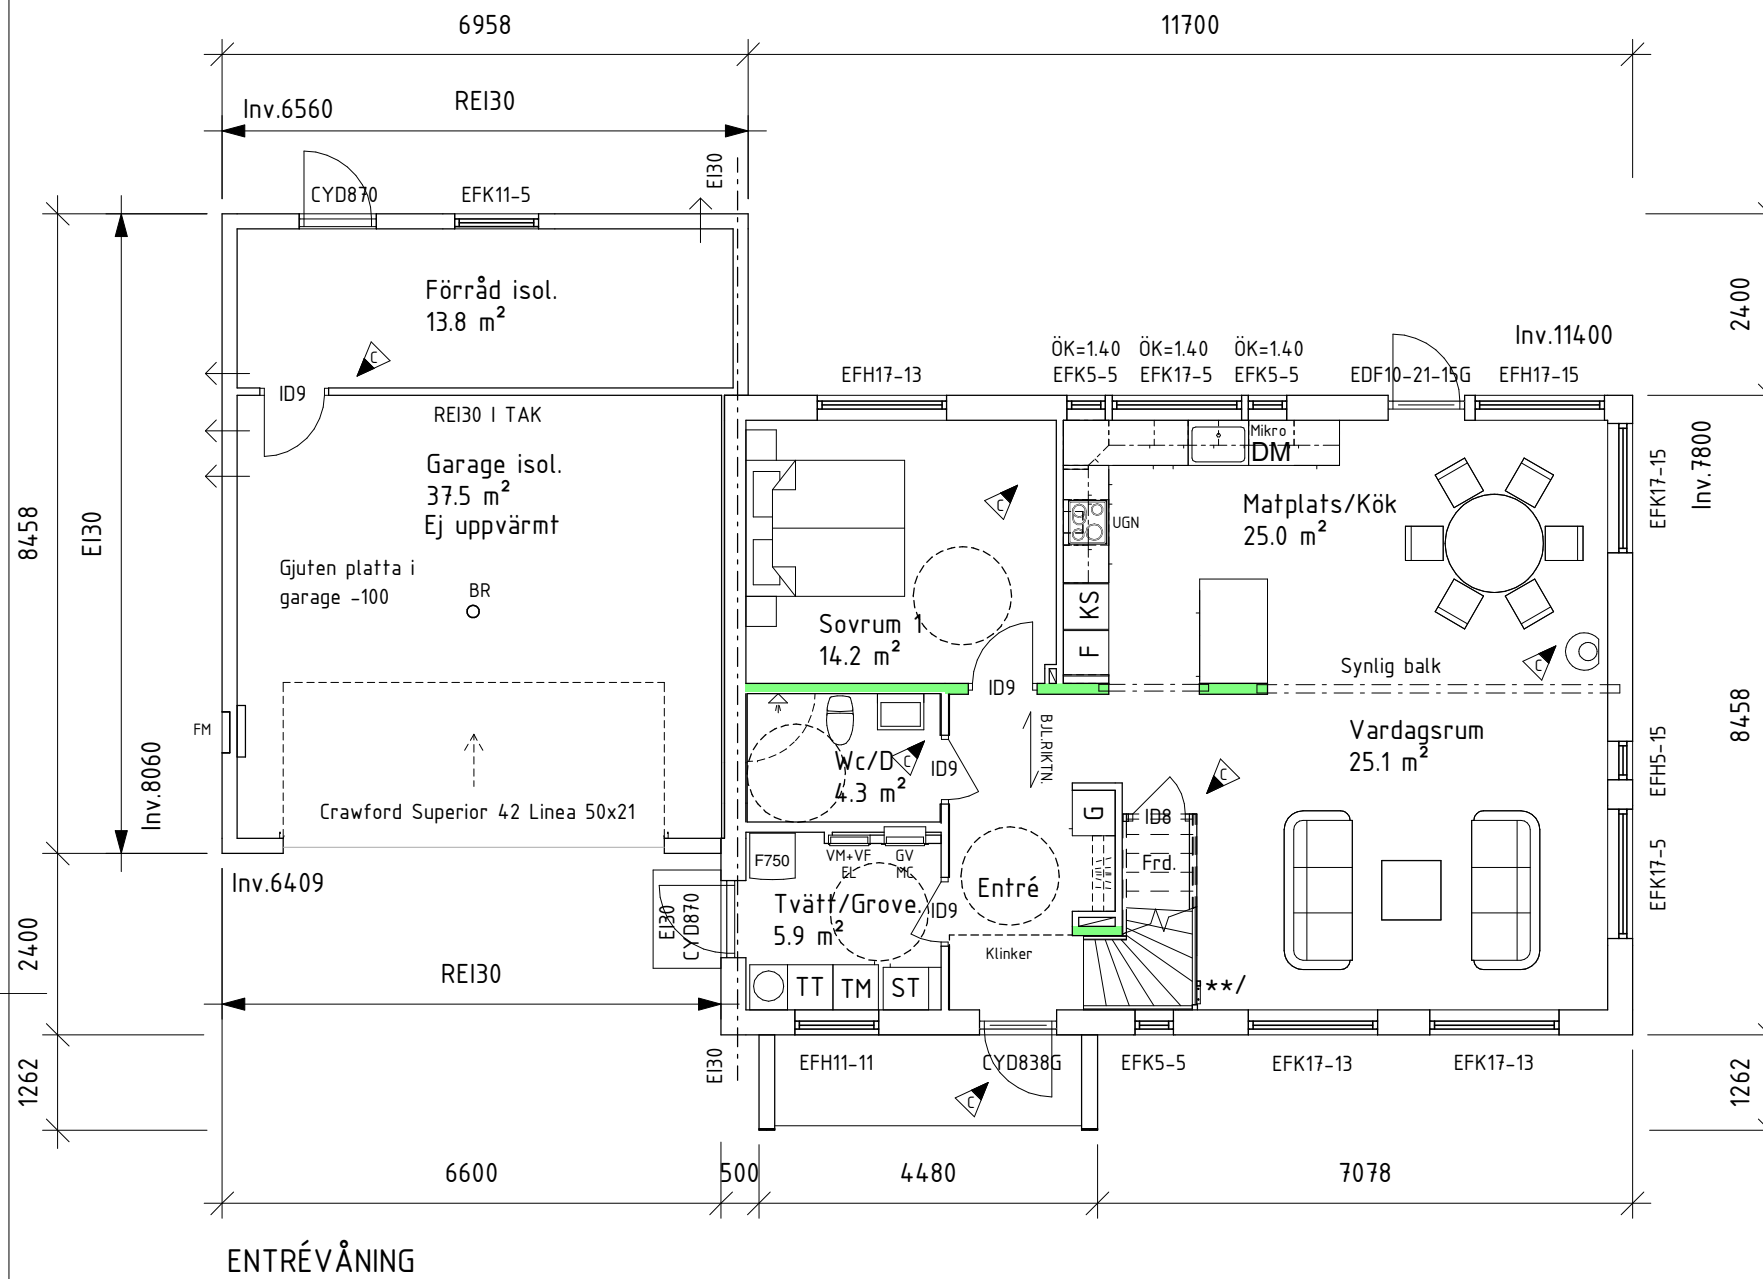 6958
11700
Inv.6560
REI30
EI30
CYD870
EFK11-5
Förråd isol.
13.8 m²
2400
Inv.11400
ÖK=1.40
ÖK=1.40
ÖK=1.40
EFH17-13
EFK5-5
EFK17-5
EFK5-5
EDF10-21-15G
EFH17-15
C
ID9
REI30 I TAK
Mikro
DM
Garage isol.
37.5 m²
Ej uppvärmt
EFK17-15
Inv.7800
C
Matplats/Kök
25.0 m²
UGN
8458
EI30
Gjuten platta i
garage -100
BR
KS
Sovrum 1
14.2 m²
F
C
Synlig balk
ID9
FM
BJL.RIKTN.
Vardagsrum
25.1 m²
8458
EFH5-15
Wc/D
4.3 m²
C
ID9
C
Inv.8060
Crawford Superior 42 Linea 50x21
G
ID8
F750
VM+VF
EL
GV
MC
Frd.
EFK17-5
Inv.6409
Entré
Tvätt/Grove.
5.9 m²
ID9
EI30
CYD870
2400
Klinker
REI30
TT
TM
ST
**/
EI30
EFH11-11
CYD838G
EFK5-5
EFK17-13
EFK17-13
C
1262
1262
6600
500
4480
7078
ENTRÉVÅNING